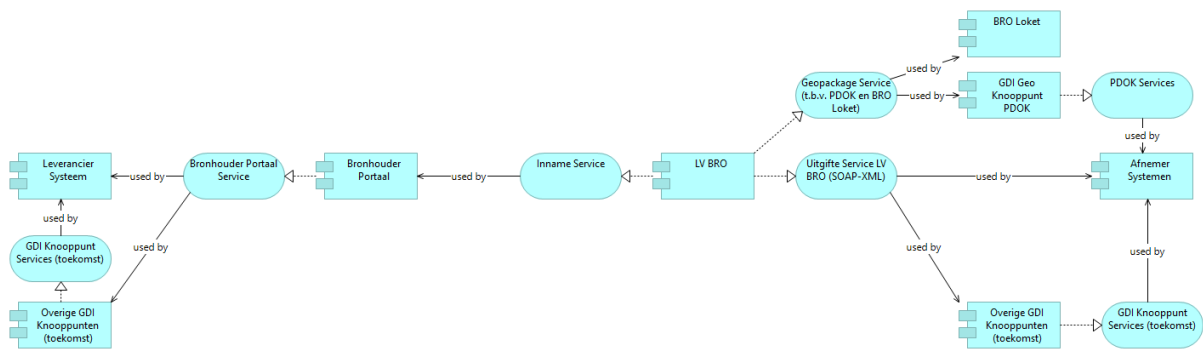 BRO Loket
used by
Geopackage Service
(t.b.v. PDOK en BRO
Loket)
used by
GDI Geo
Knooppunt
PDOK
PDOK Services
used by
Leverancier
Systeem
used by
Bronhouder Portaal
Service
Bronhouder
Portaal
used by
Inname Service
LV BRO
Uitgifte Service LV
BRO (SOAP-XML)
used by
Afnemer
Systemen
used by
GDI Knooppunt
Services (toekomst)
used by
used by
used by
Overige GDI
Knooppunten
(toekomst)
Overige GDI
Knooppunten
(toekomst)
GDI Knooppunt
Services (toekomst)